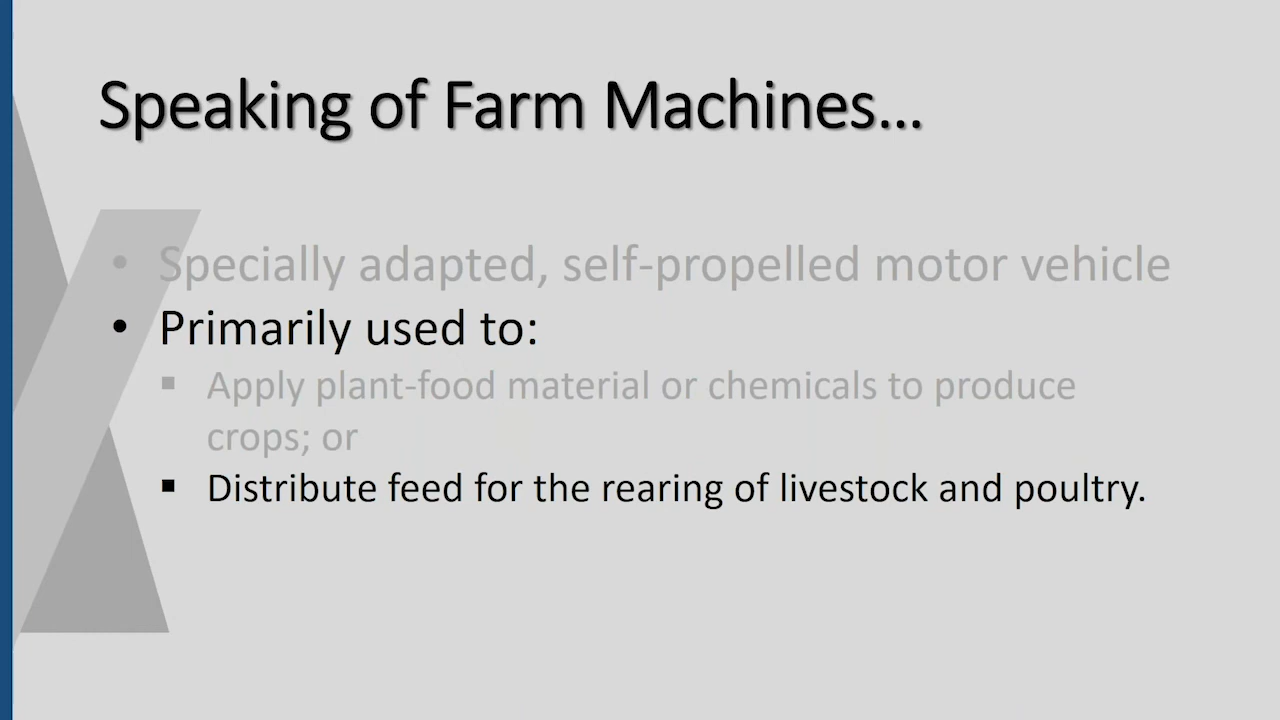 Speaking of Farm Machines...
• Specially adapted, self-propelled motor vehicle
• Primarily used to:
▪ Apply plant-food material or chemicals to produce
crops; or
▪ Distribute feed for the rearing of livestock and poultry.